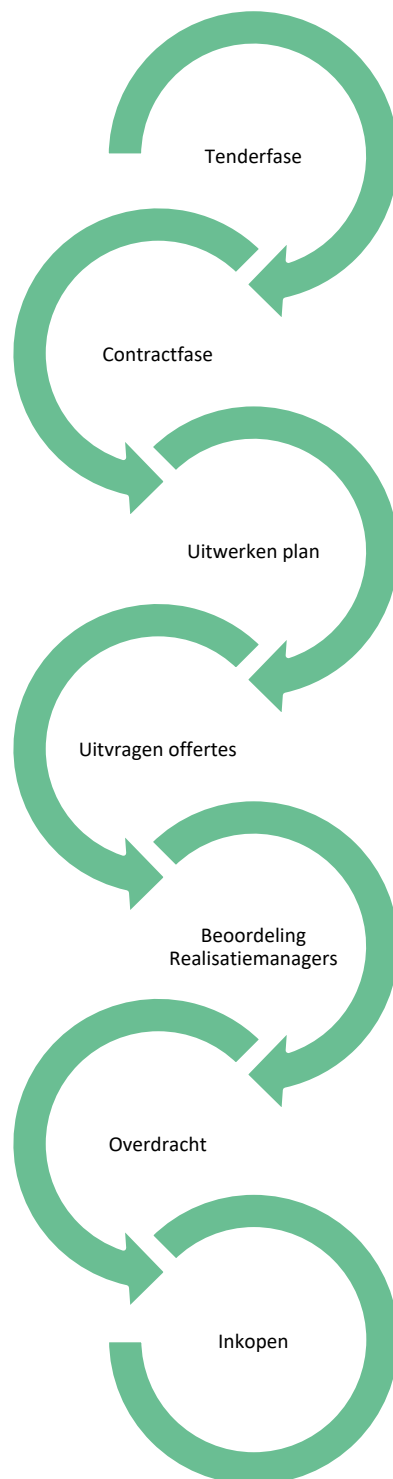 Tenderfase
Contractfase
Uitwerken plan
Uitvragen offertes
Beoordeling
Realisatiemanagers
Overdracht
Inkopen